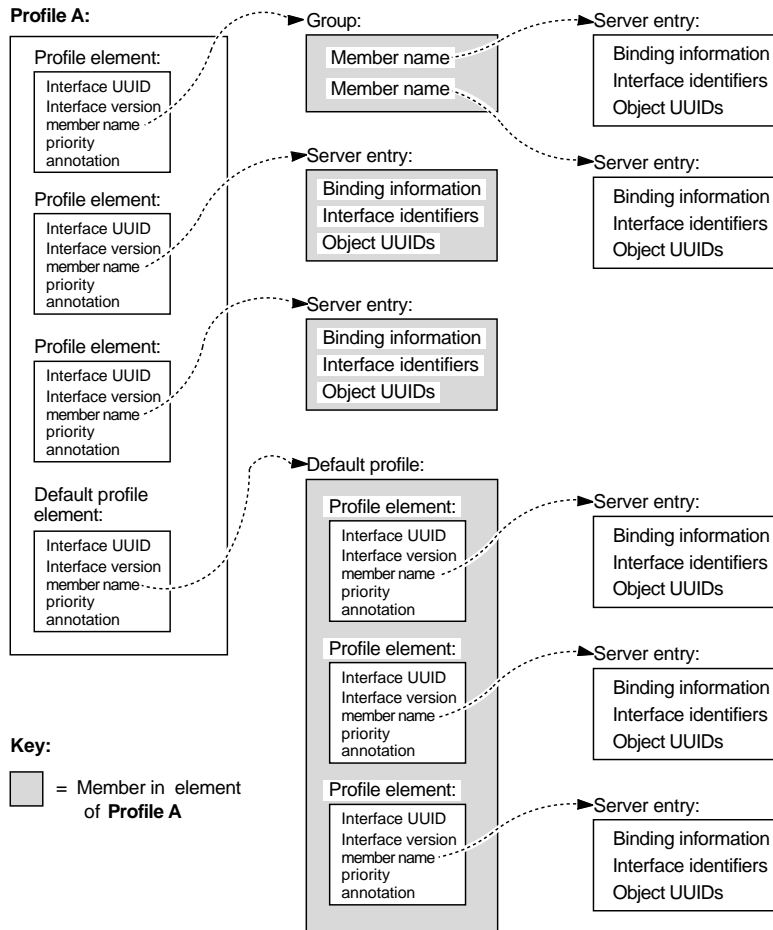 Profile A:
Profile element:
Interface UUID
Interface version
member name
priority
annotation
Profile element:
Interface UUID
Interface version
member name
priority
annotation
Profile element:
Interface UUID
Interface version
member name
priority
annotation
Default profile
element:
Interface UUID
Interface version
member name
priority
annotation
Key:
= Member in element
of Profile A
Group:
Member name
Member name
Server entry:
Binding information
Interface identifiers
Object UUIDs
Server entry:
Binding information
Interface identifiers
Object UUIDs
Default profile:
Profile element:
Interface UUID
Interface version
member name
priority
annotation
Profile element:
Interface UUID
Interface version
member name
priority
annotation
Profile element:
Interface UUID
Interface version
member name
priority
annotation
Server entry:
Binding information
Interface identifiers
Object UUIDs
Server entry:
Binding information
Interface identifiers
Object UUIDs
Server entry:
Binding information
Interface identifiers
Object UUIDs
Server entry:
Binding information
Interface identifiers
Object UUIDs
Server entry:
Binding information
Interface identifiers
Object UUIDs